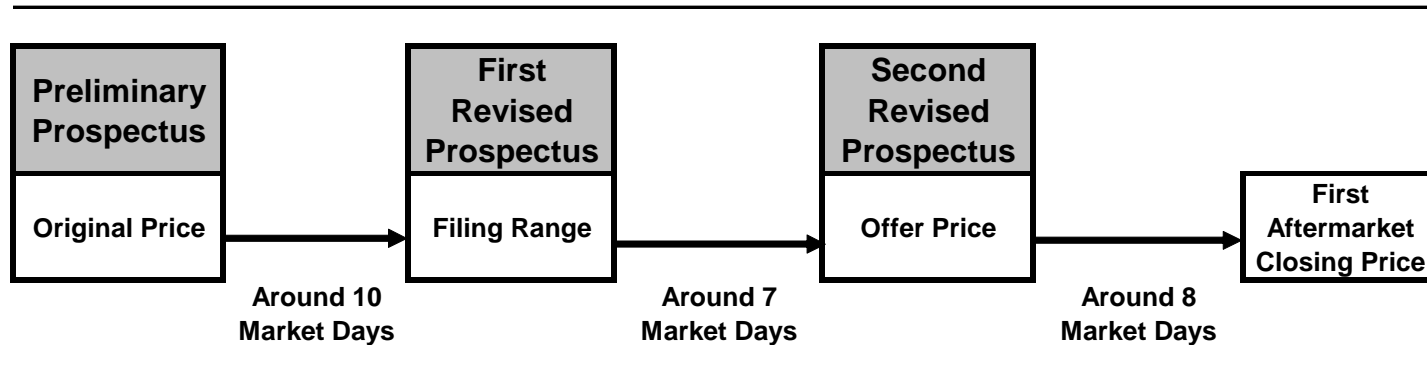 Preliminary
Prospectus
Original Price
Around 10
Market Days
First
Revised
Prospectus
Filing Range
Around 7
Market Days
Second
Revised
Prospectus
Offer Price
Around 8
Market Days
First
Aftermarket
Closing Price